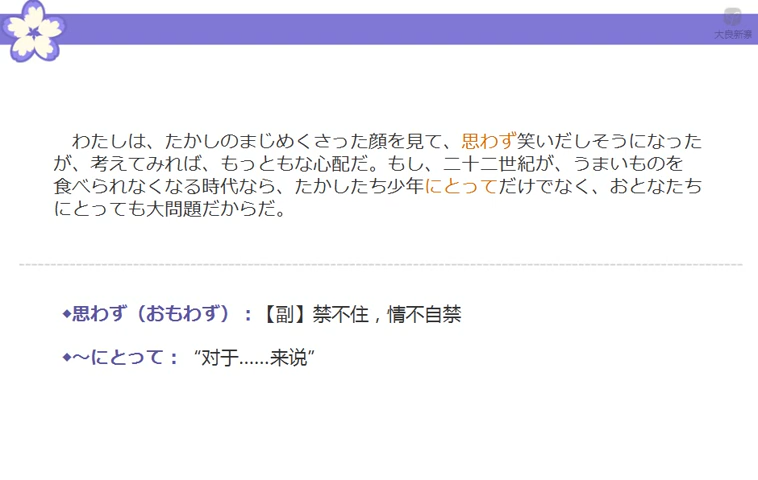 大良新濠
わたしは、たかしのまじめくさった顔を見て、思わず笑いだしそうになった
が、考えてみれば、もっともな心配だ。もし、二十二世紀が、うまいものを
食べられなくなる時代なら、たかしたち少年にとってだけでなく、おとなたち
にとっても大問題だからだ。
◆思わず（おもわず）：【副】禁不住，情不自禁
◆～にとって：“对于……来说”